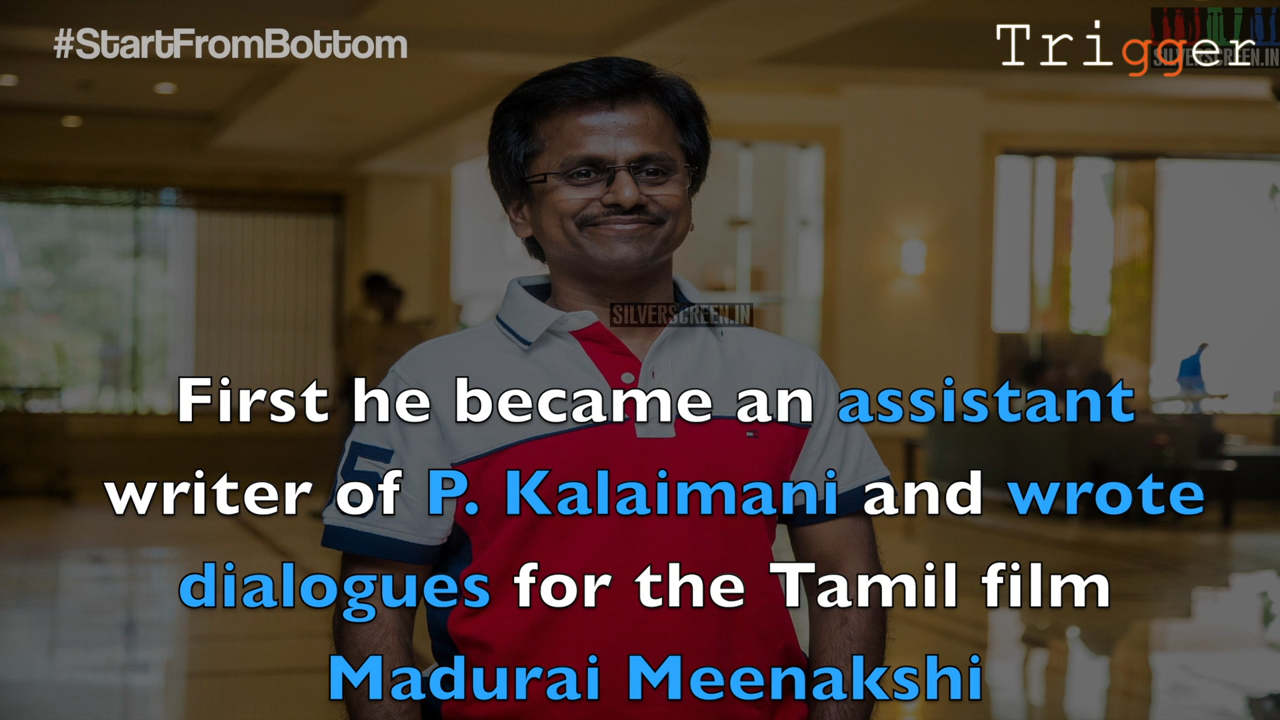 #StartFromBottom
Trigger
SILVERSCREEN.IN
SILVERSCREEN.IN
First he became an assistant
writer of P. Kalaimani and wrote
dialogues for the Tamil film
Madurai Meenakshi